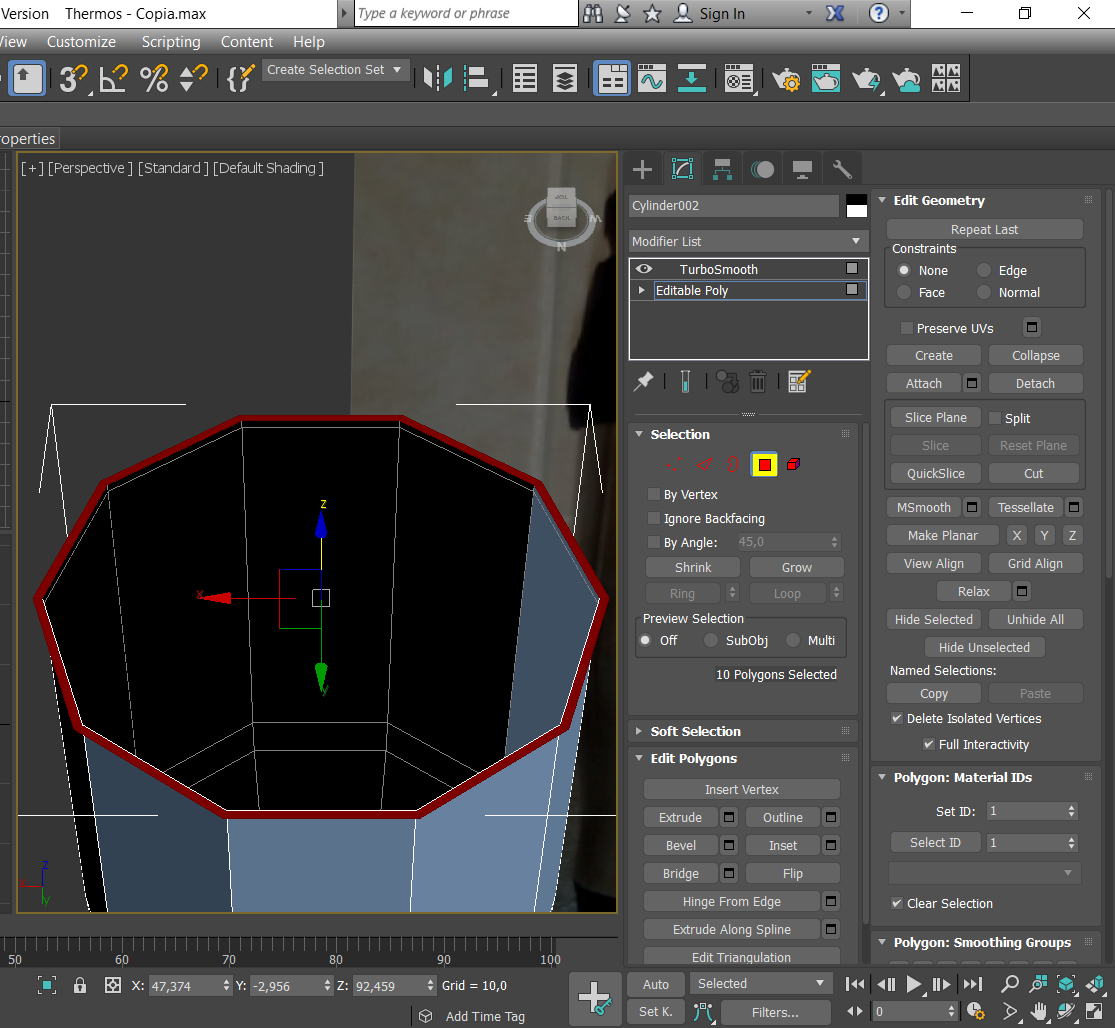 Version Thermos - Copia.max Type a keyword or phrase Sign In
View Customize Scripting Content Help
3 Create Selection Set
operties
[ + ] [Perspective ] [Standard ] [Default Shading ]
BACK
E W
N
z
x
y
z
x
y
Cylinder002
Modifier List
TurboSmooth
Editable Poly
Selection
By Vertex
Ignore Backfacing
By Angle: 45,0
Shrink Grow
Ring Loop
Preview Selection
Off SubObj Multi
10 Polygons Selected
Soft Selection
Edit Polygons
Insert Vertex
Extrude Outline
Bevel Inset
Bridge Flip
Hinge From Edge
Extrude Along Spline
Edit Triangulation
Edit Geometry
Repeat Last
Constraints
None Edge
Face Normal
Preserve UVs
Create Collapse
Attach Detach
Slice Plane Split
Slice Reset Plane
QuickSlice Cut
MSmooth Tessellate
Make Planar X Y Z
View Align Grid Align
Relax
Hide Selected Unhide All
Hide Unselected
Named Selections:
Copy Paste
Delete Isolated Vertices
Full Interactivity
Polygon: Material IDs
Set ID: 1
Select ID 1
Clear Selection
Polygon: Smoothing Groups
50 60 70 80 90 100
X: 47,374 Y: -2,956 Z: 92,459 Grid = 10,0
Add Time Tag
Auto Selected
Set K. Filters...
0